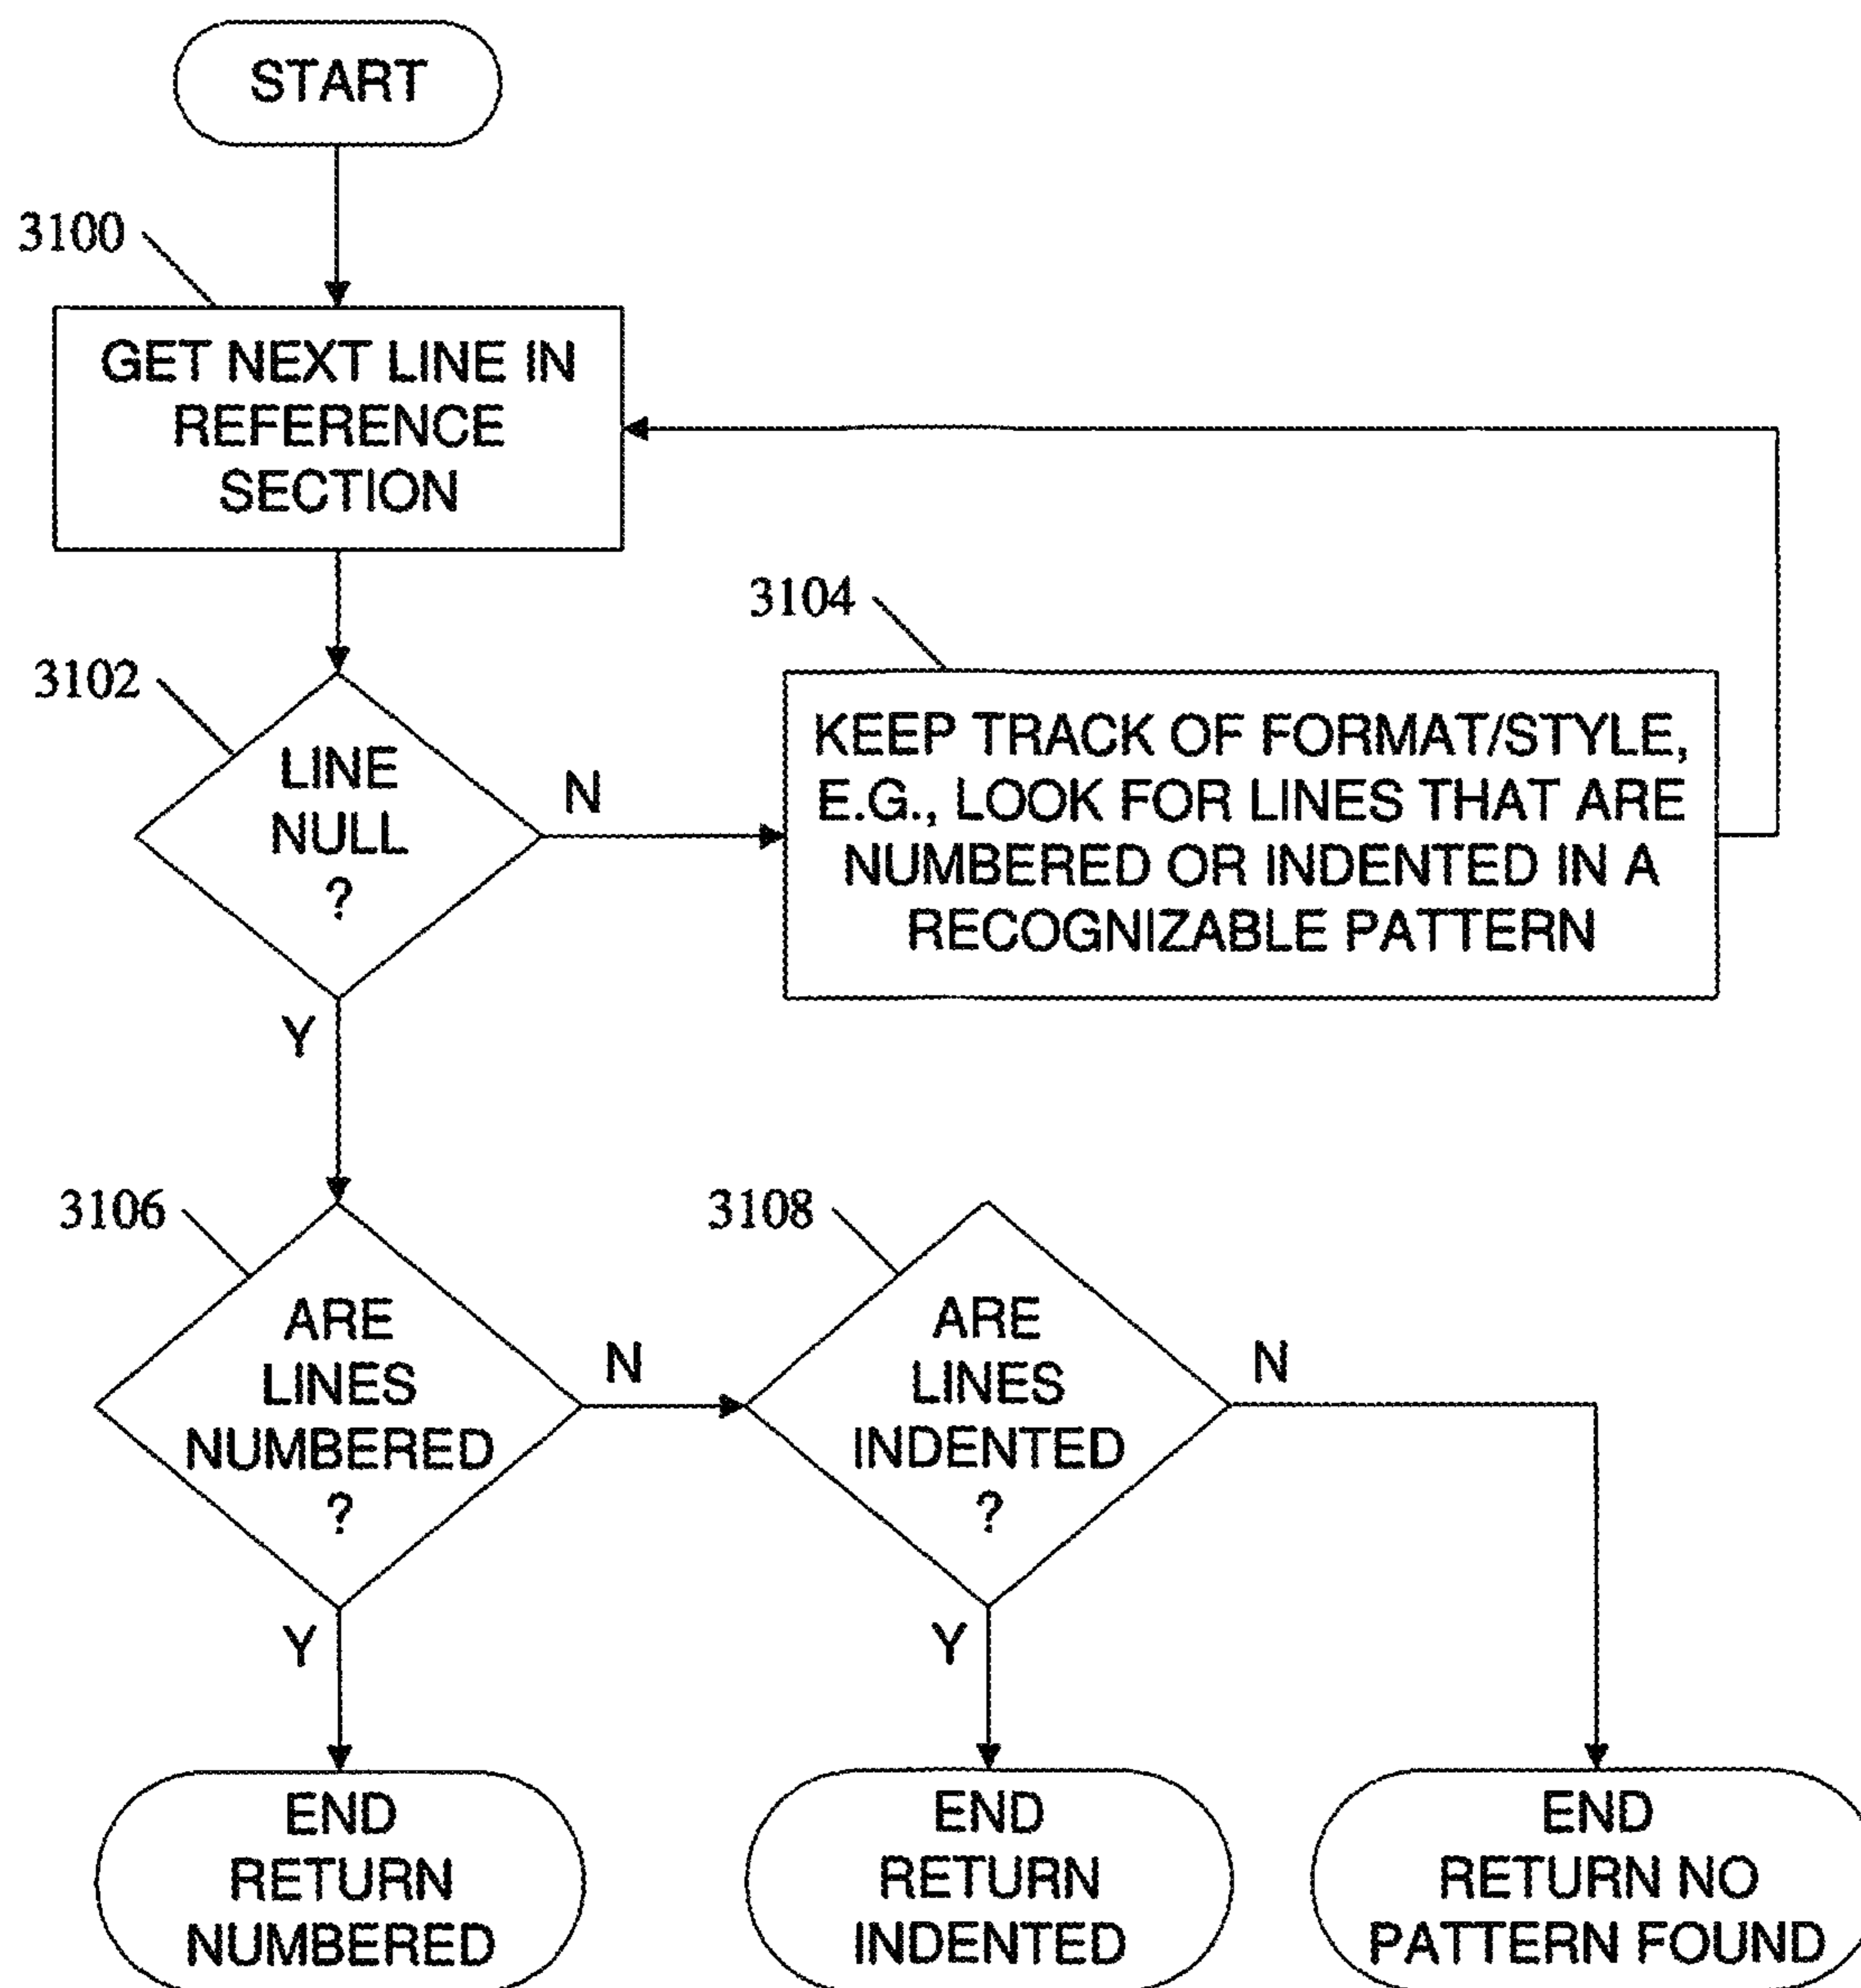 START
3100
GET NEXT LINE IN
REFERENCE
SECTION
3102
LINE
NULL
?
N
Y
3104
KEEP TRACK OF FORMAT/STYLE,
E.G., LOOK FOR LINES THAT ARE
NUMBERED OR INDENTED IN A
RECOGNIZABLE PATTERN
3106
ARE
LINES
NUMBERED
?
N
Y
3108
ARE
LINES
INDENTED
?
N
Y
END
RETURN
NUMBERED
END
RETURN
INDENTED
END
RETURN NO
PATTERN FOUND